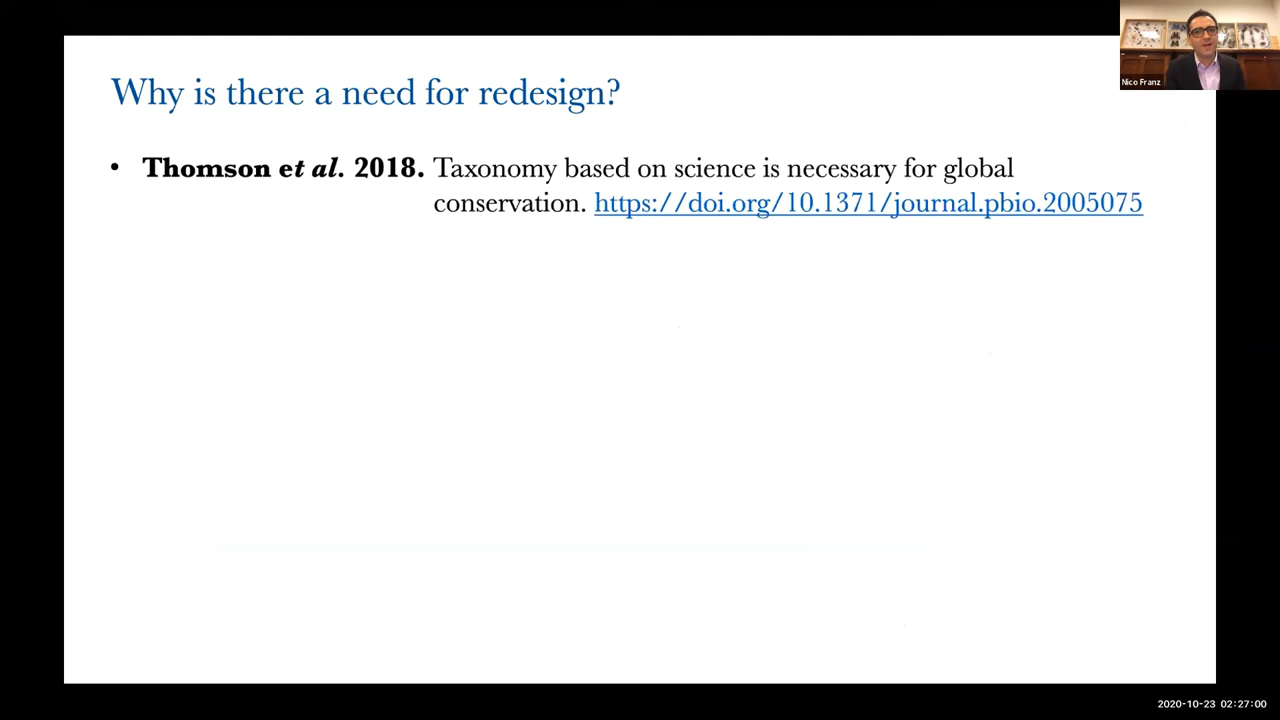 Why is there a need for redesign?
• Thomson et al. 2018. Taxonomy based on science is necessary for global
conservation. https://doi.org/10.1371/journal.pbio.2005075
Nico Franz
2020-10-23 02:27:00